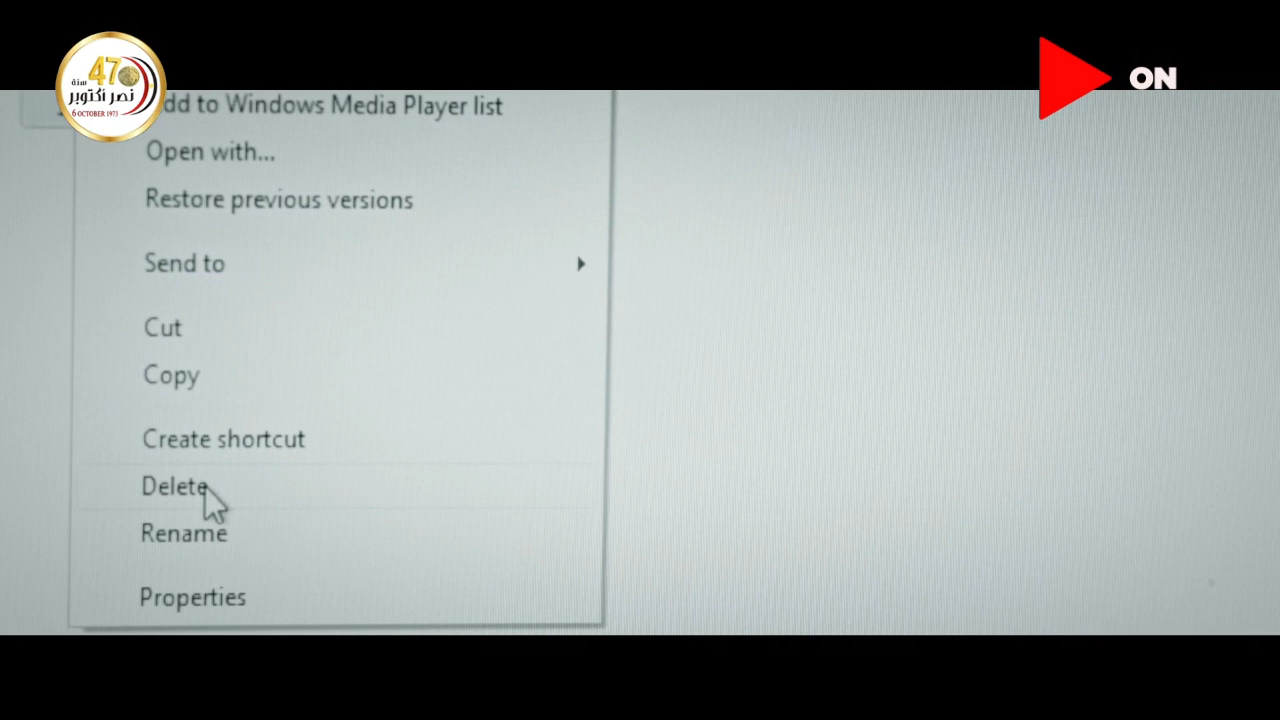 47
سنة
نصر أكتوبر
6 OCTOBER 1973
ON
dd to Windows Media Player list
Open with...
Restore previous versions
Send to
Cut
Copy
Create shortcut
Delete
Rename
Properties